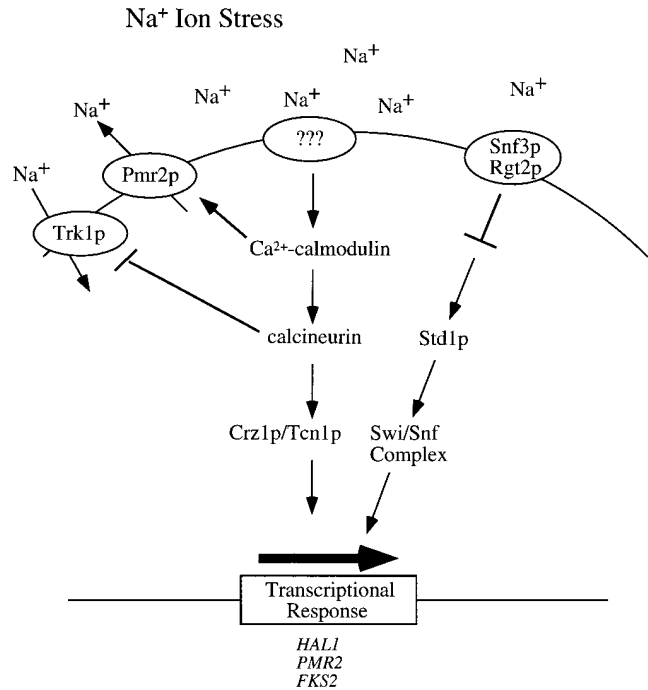 Na⁺ Ion Stress
Na⁺
Na⁺
Na⁺
Na⁺
Na⁺
Na⁺
Na⁺
???
Snf3p
Rgt2p
Pmr2p
Trk1p
Ca²⁺-calmodulin
calcineurin
Std1p
Crz1p/Tcn1p
Swi/Snf
Complex
Transcriptional
Response
HAL1
PMR2
FKS2